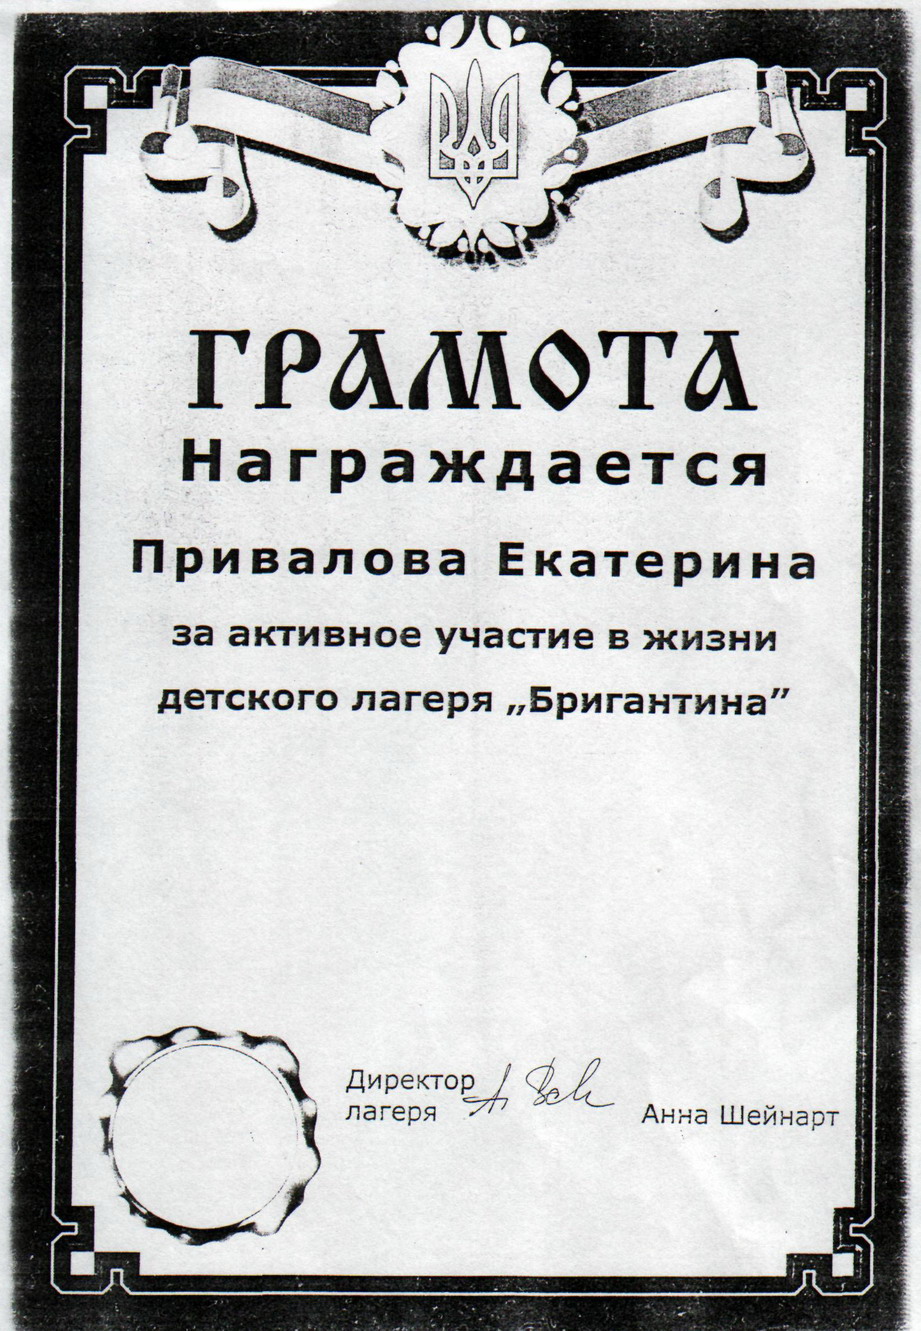 ГРАМОТА
Награждается
Привалова Екатерина
за активное участие в жизни
детского лагеря „Бригантина”
Директор
лагеря
Анна Шейнарт